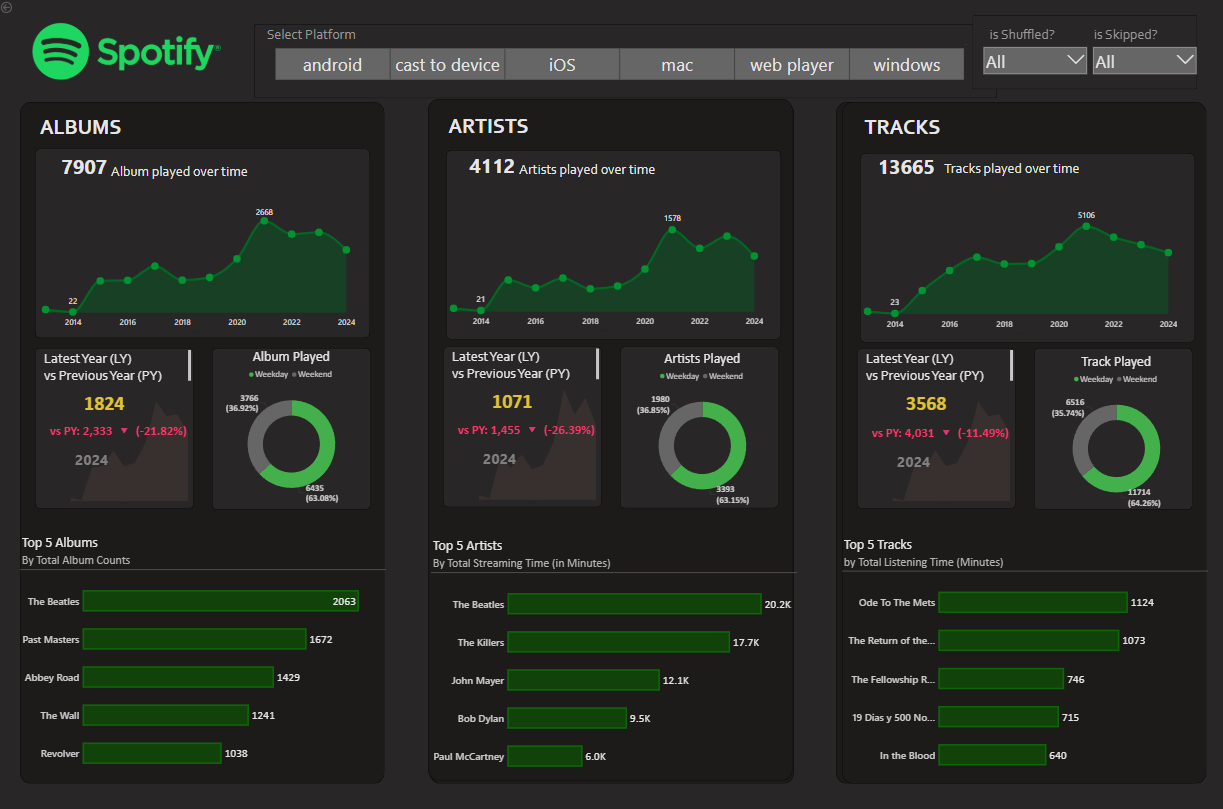 Spotify®
Select Platform
android
cast to device
iOS
mac
web player
windows
is Shuffled?
is Skipped?
All
All
ALBUMS
7907 Album played over time
2668
22
2014 2016 2018 2020 2022 2024
Latest Year (LY)
vs Previous Year (PY)
1824
vs PY: 2,333 ▼ (-21.82%)
2024
Album Played
Weekday Weekend
3766
(36.92%)
6435
(63.08%)
Top 5 Albums
By Total Album Counts
The Beatles 2063
Past Masters 1672
Abbey Road 1429
The Wall 1241
Revolver 1038
ARTISTS
4112 Artists played over time
1578
21
2014 2016 2018 2020 2022 2024
Latest Year (LY)
vs Previous Year (PY)
1071
vs PY: 1,455 ▼ (-26.39%)
2024
Artists Played
Weekday Weekend
1980
(36.85%)
3393
(63.15%)
Top 5 Artists
By Total Streaming Time (in Minutes)
The Beatles 20.2K
The Killers 17.7K
John Mayer 12.1K
Bob Dylan 9.5K
Paul McCartney 6.0K
TRACKS
13665 Tracks played over time
5106
23
2014 2016 2018 2020 2022 2024
Latest Year (LY)
vs Previous Year (PY)
3568
vs PY: 4,031 ▼ (-11.49%)
2024
Track Played
Weekday Weekend
6516
(35.74%)
11714
(64.26%)
Top 5 Tracks
by Total Listening Time (Minutes)
Ode To The Mets 1124
The Return of the... 1073
The Fellowship R... 746
19 Dias y 500 No... 715
In the Blood 640